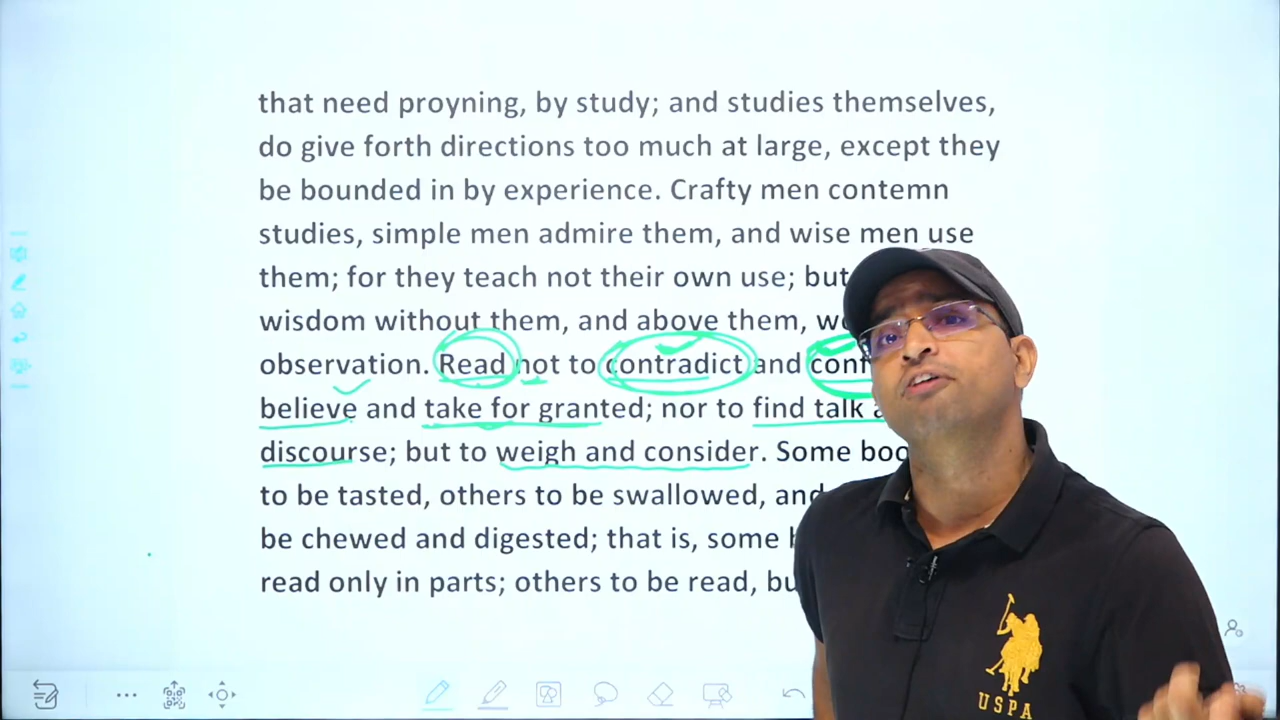 that need proyning, by study; and studies themselves,
do give forth directions too much at large, except they
be bounded in by experience. Crafty men contemn
studies, simple men admire them, and wise men use
them; for they teach not their own use; but
wisdom without them, and above them,
observation. Read not to contradict and
believe and take for granted; nor to find talk
discourse; but to weigh and consider. Some
to be tasted, others to be swallowed, and
be chewed and digested; that is, some
read only in parts; others to be read,
USPA